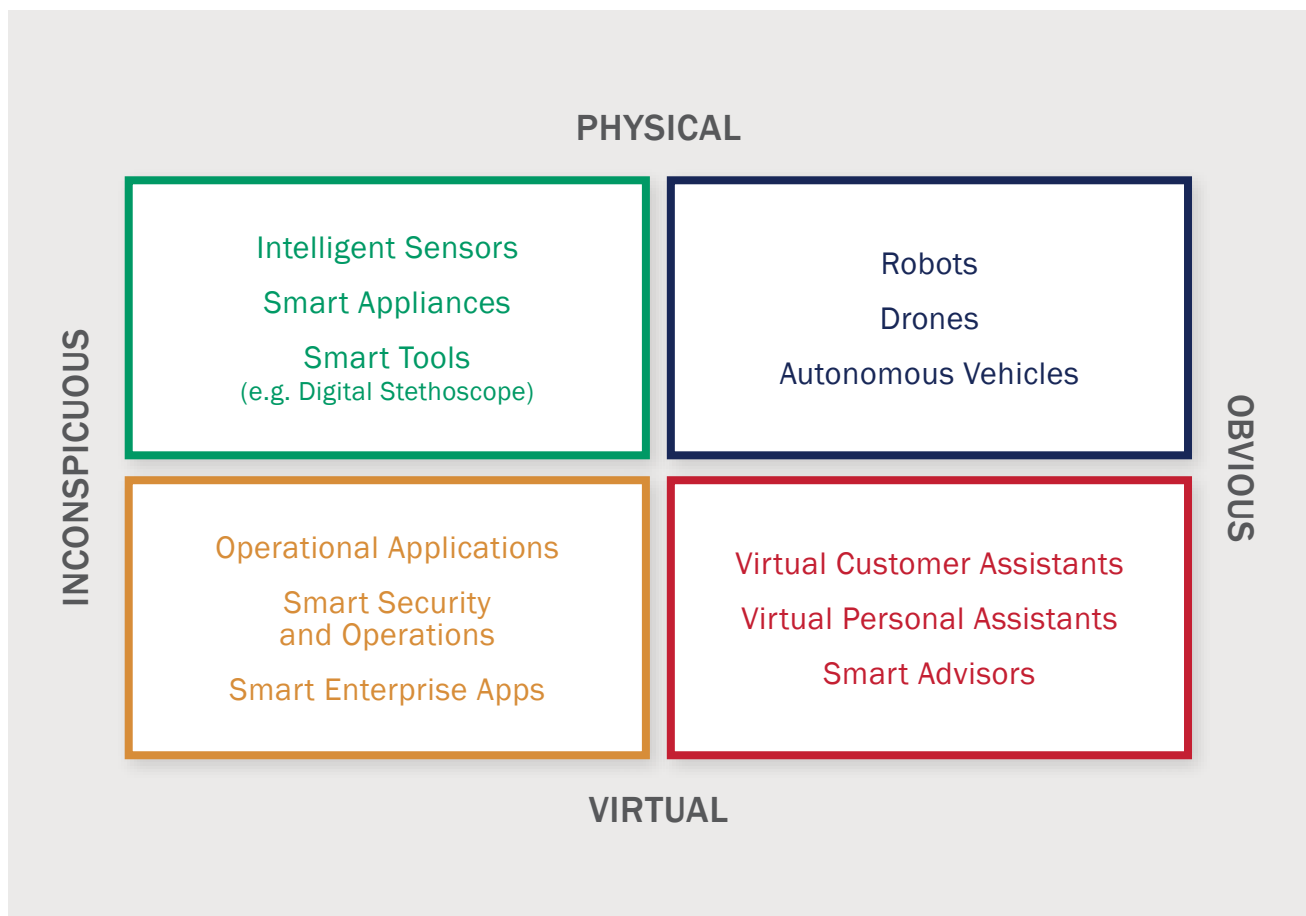 PHYSICAL
INCONSPICUOUS
Intelligent Sensors
Smart Appliances
Smart Tools
(e.g. Digital Stethoscope)
Robots
Drones
Autonomous Vehicles
OBVIOUS
Operational Applications
Smart Security
and Operations
Smart Enterprise Apps
Virtual Customer Assistants
Virtual Personal Assistants
Smart Advisors
VIRTUAL